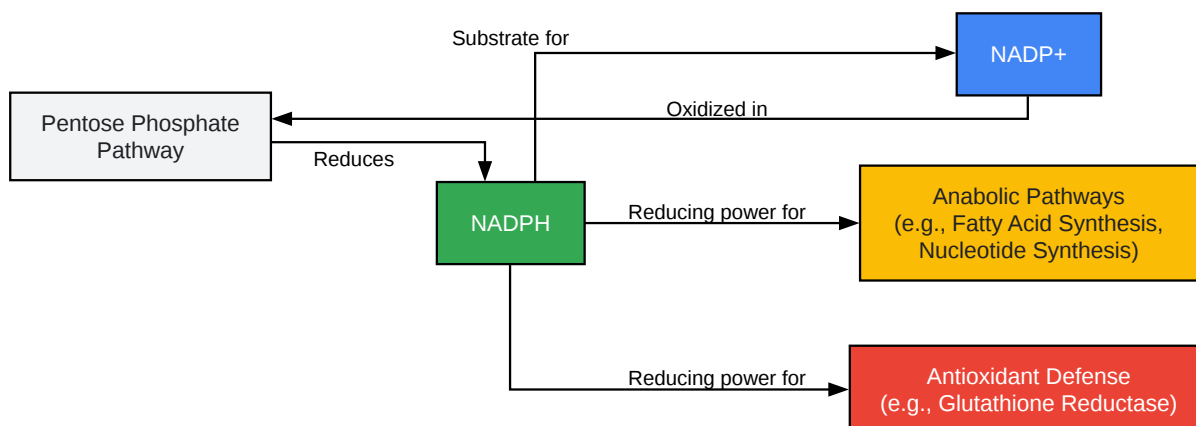 Substrate for
NADP+
Oxidized in
Pentose Phosphate
Pathway
Reduces
NADPH
Reducing power for
Anabolic Pathways
(e.g., Fatty Acid Synthesis,
Nucleotide Synthesis)
Reducing power for
Antioxidant Defense
(e.g., Glutathione Reductase)